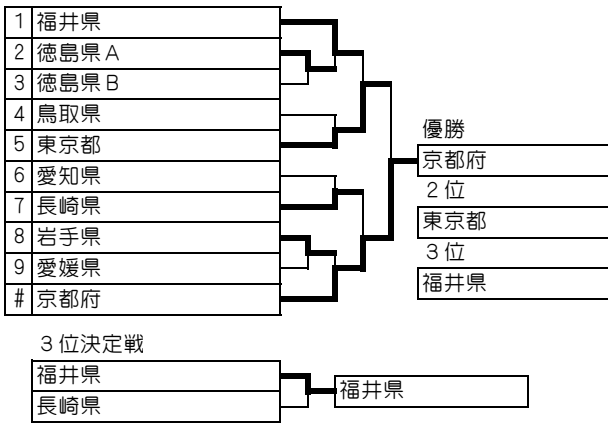 1 福井県
2 徳島県A
3 徳島県B
4 鳥取県
5 東京都
6 愛知県
7 長崎県
8 岩手県
9 愛媛県
# 京都府
優勝
京都府
2位
東京都
3位
福井県
3位決定戦
福井県
長崎県
福井県